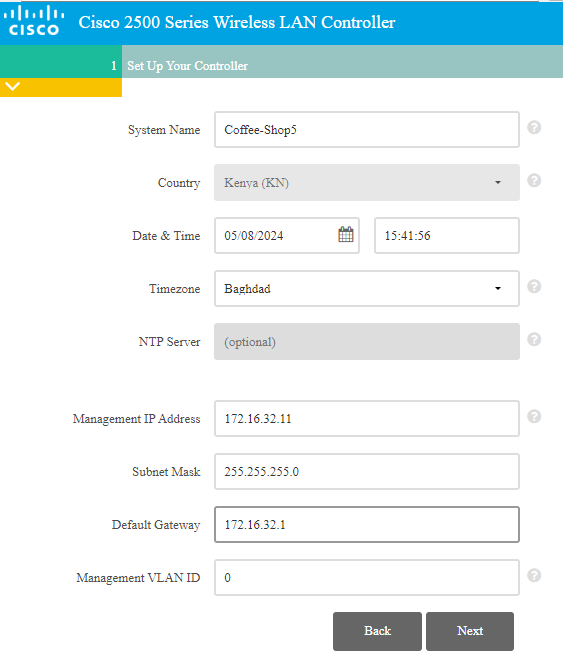 CISCO
Cisco 2500 Series Wireless LAN Controller
1 Set Up Your Controller
System Name Coffee-Shop5 ?
Country Kenya (KN) ?
Date & Time 05/08/2024 15:41:56
Timezone Baghdad ?
NTP Server (optional) ?
Management IP Address 172.16.32.11 ?
Subnet Mask 255.255.255.0
Default Gateway 172.16.32.1
Management VLAN ID 0 ?
Back Next